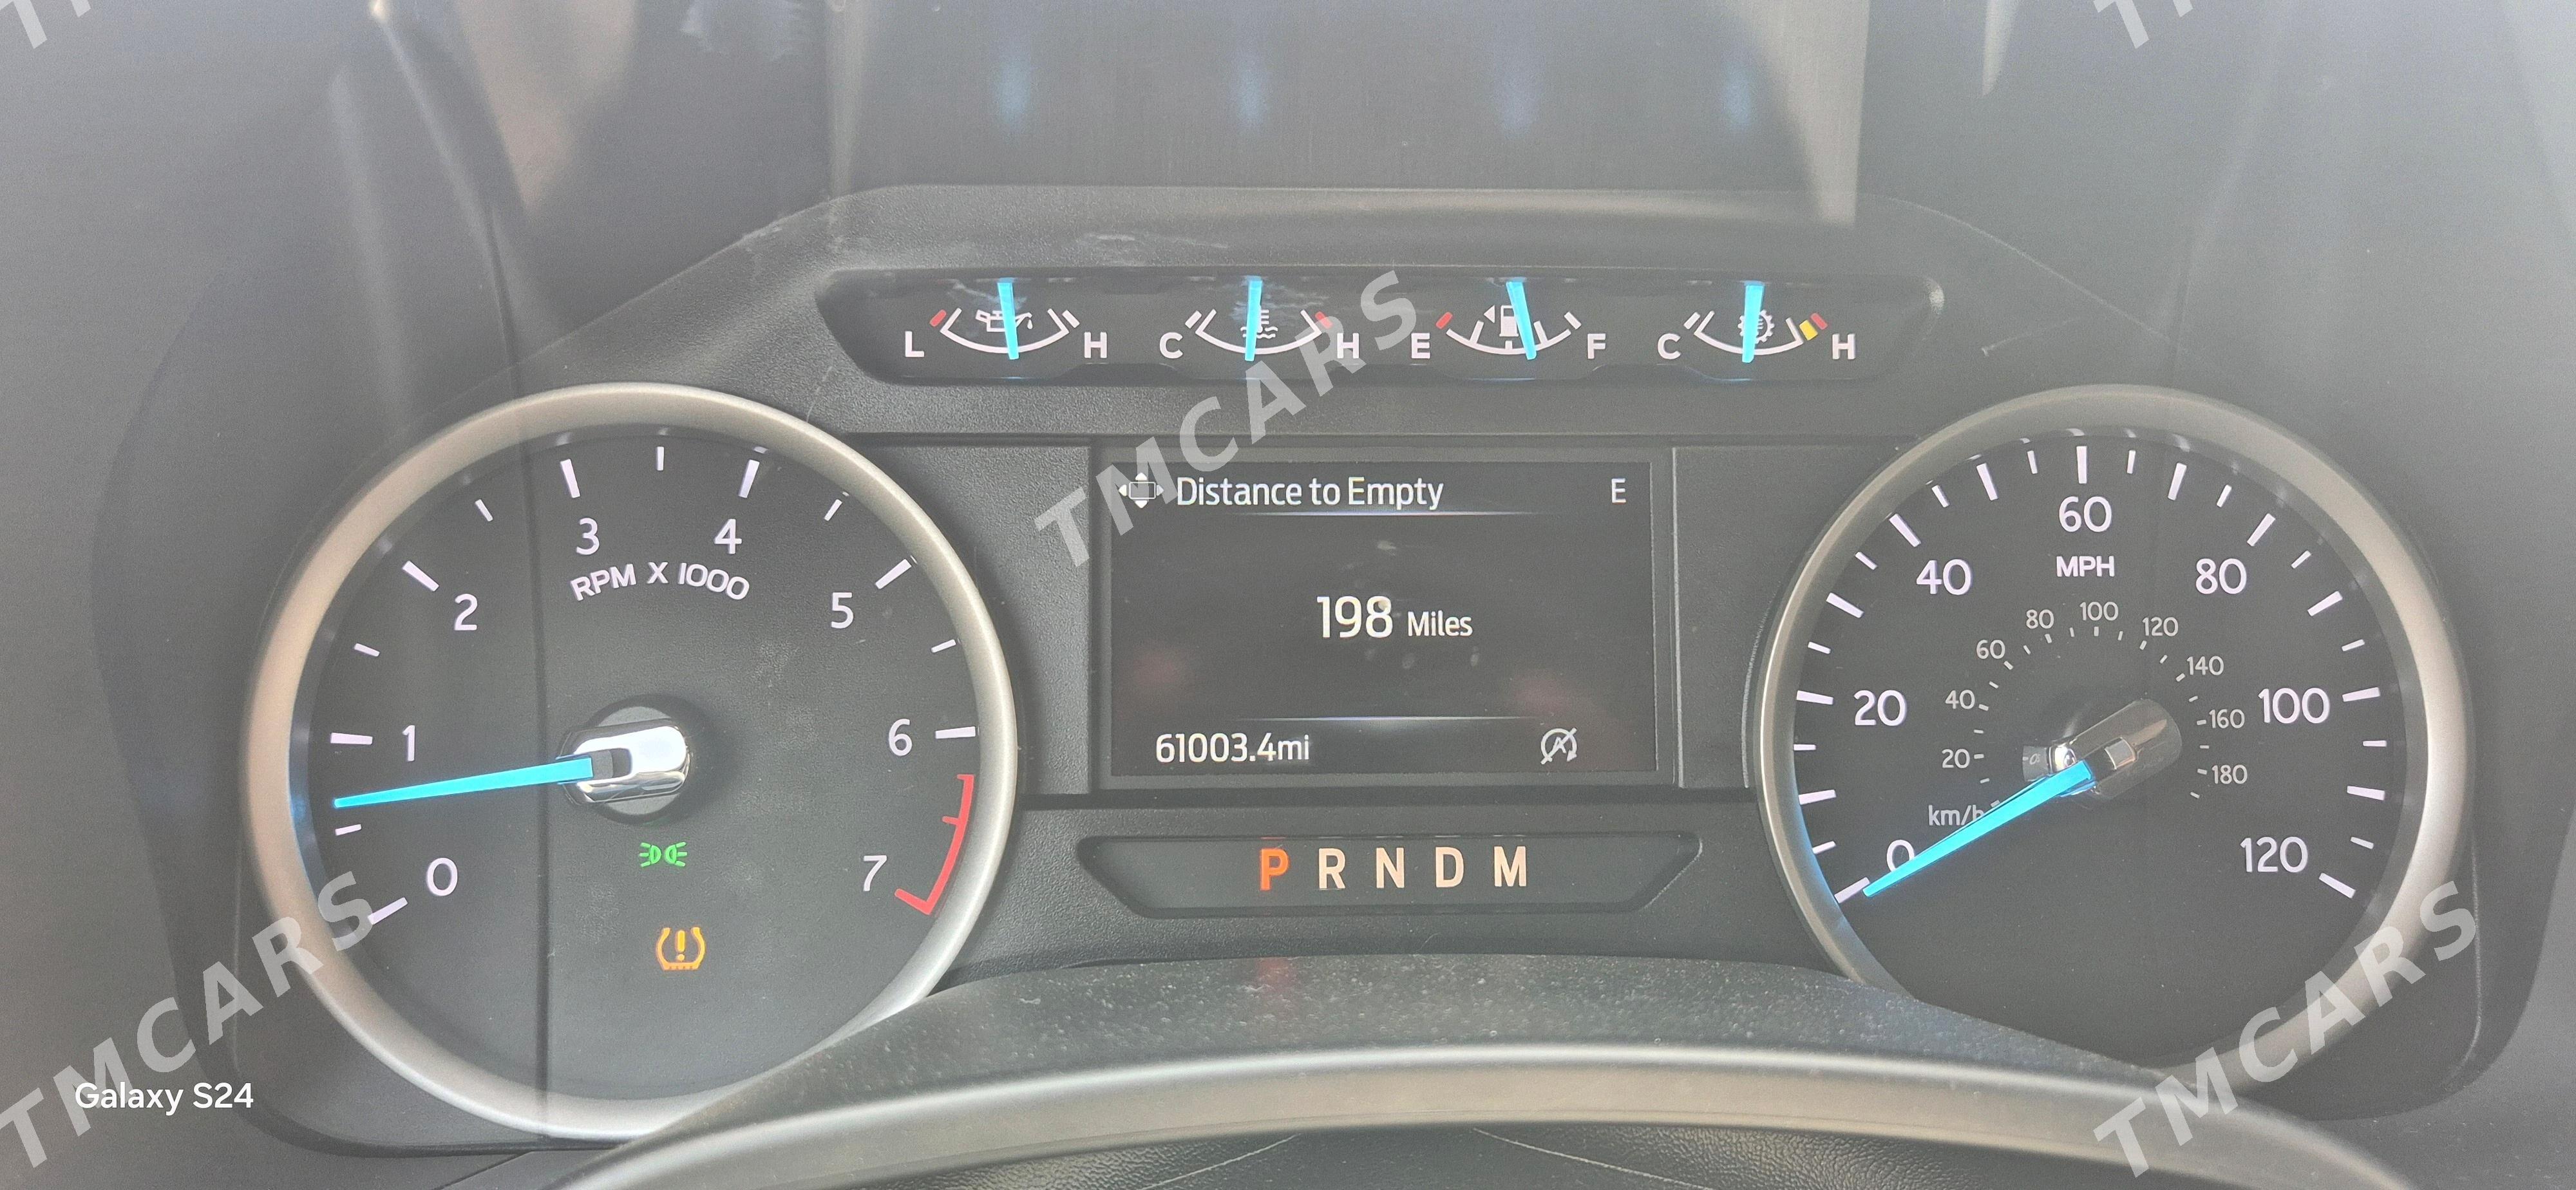 L H C H E F C H
Distance to Empty E
198 Miles
61003.4mi
P R N D M
0 1 2 3 4 5 6 7
RPM X 1000
0 20 40 60 80 100 120
MPH
20 40 60 80 100 120 140 160 180
km/h
Galaxy S24
TMCARS
TMCARS
TMCARS